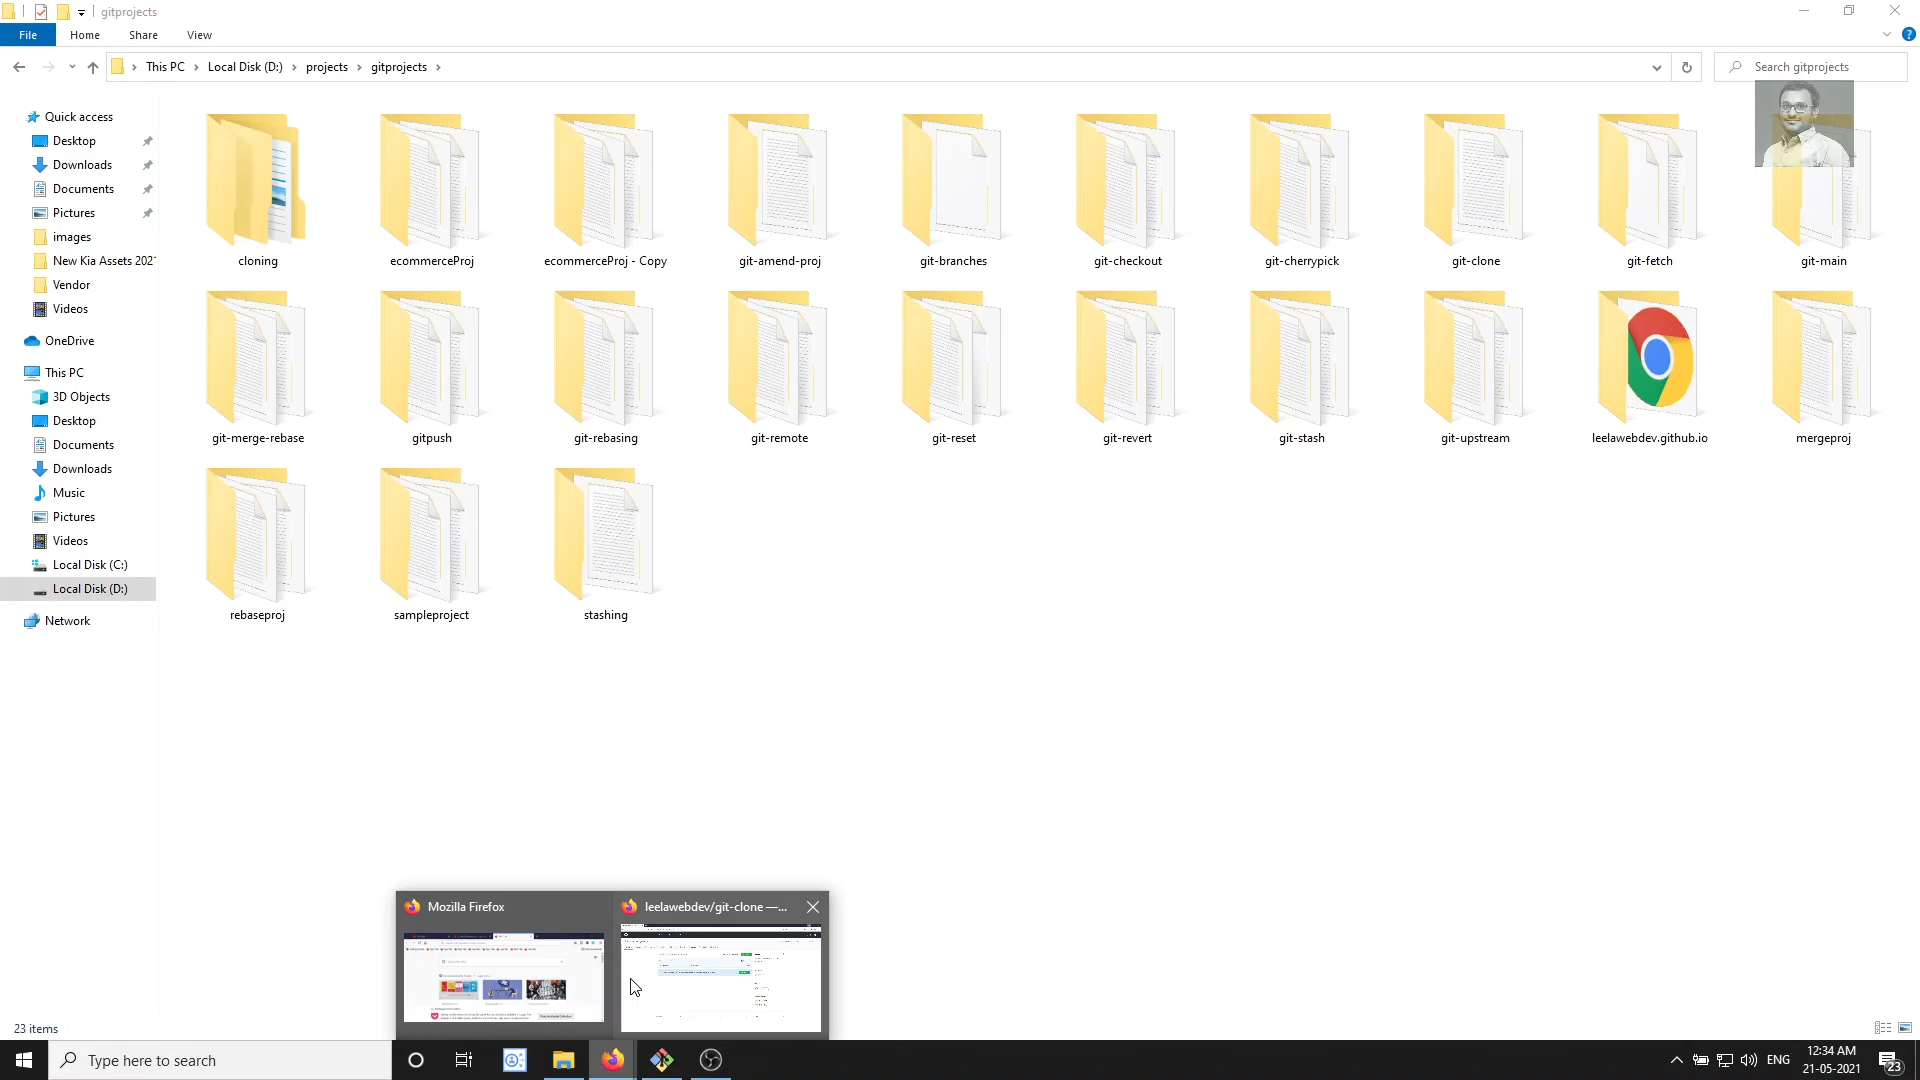 gitprojects
File Home Share View
This PC Local Disk (D:) projects gitprojects
Search gitprojects
Quick access
Desktop
Downloads
Documents
Pictures
images
New Kia Assets 202
Vendor
Videos
OneDrive
This PC
3D Objects
Desktop
Documents
Downloads
Music
Pictures
Videos
Local Disk (C:)
Local Disk (D:)
Network
cloning ecommerceProj ecommerceProj - Copy git-amend-proj git-branches git-checkout git-cherrypick git-clone git-fetch git-main
git-merge-rebase gitpush git-rebasing git-remote git-reset git-revert git-stash git-upstream leelawebdev.github.io mergeproj
rebaseproj sampleproject stashing
Mozilla Firefox leelawebdev/git-clone —...
23 items
Type here to search
ENG
12:34 AM
21-05-2021
23